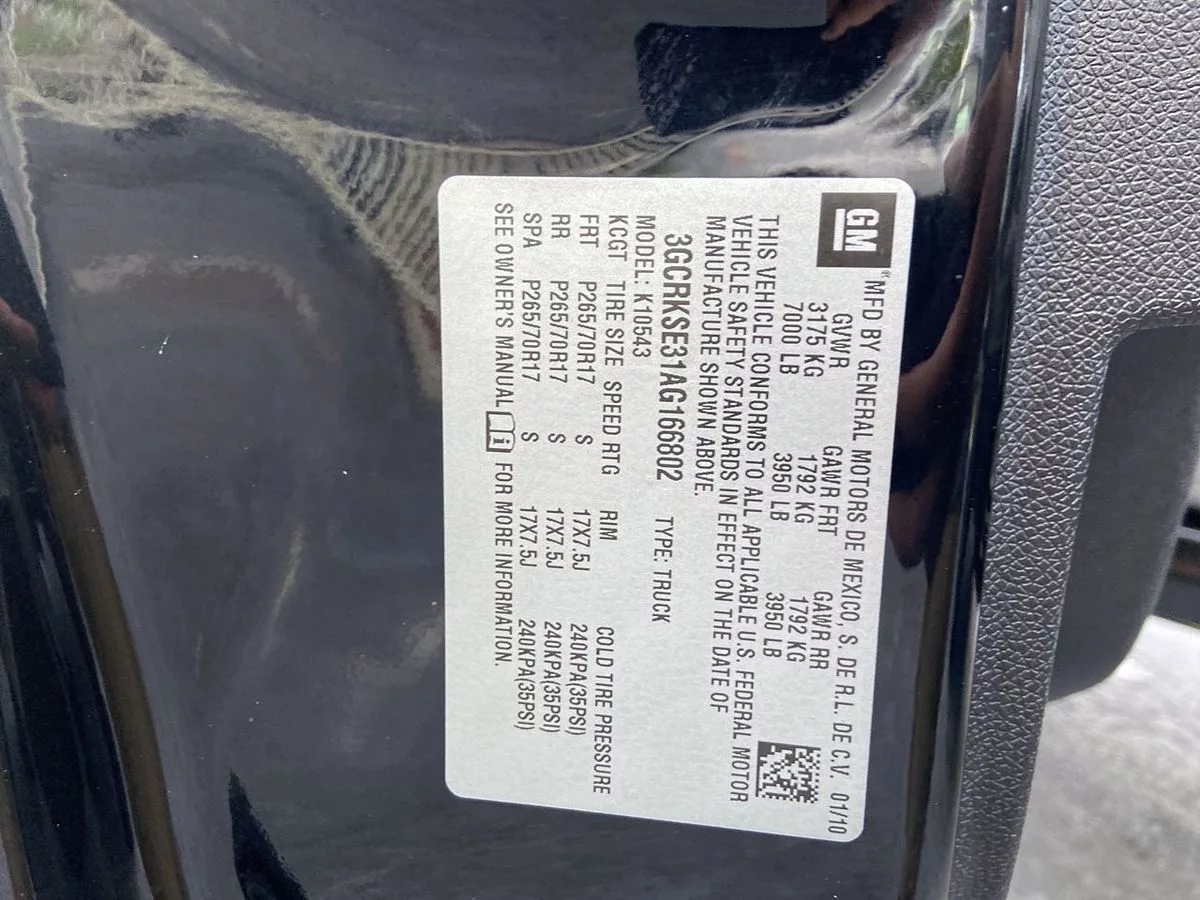 GM ® MFD BY GENERAL MOTORS DE MEXICO, S. DE R.L. DE C.V. 01/10
GVWR GAWR FRT GAWR RR
3175 KG 1792 KG 1792 KG
7000 LB 3950 LB 3950 LB
THIS VEHICLE CONFORMS TO ALL APPLICABLE U.S. FEDERAL MOTOR
VEHICLE SAFETY STANDARDS IN EFFECT ON THE DATE OF
MANUFACTURE SHOWN ABOVE.
3GCRKSE31AG166802 TYPE: TRUCK
MODEL: K10543
KCGT TIRE SIZE SPEED RTG RIM COLD TIRE PRESSURE
FRT P265/70R17 S 17X7.5J 240KPA(35PSI)
RR P265/70R17 S 17X7.5J 240KPA(35PSI)
SPA P265/70R17 S 17X7.5J 240KPA(35PSI)
SEE OWNER'S MANUAL FOR MORE INFORMATION.